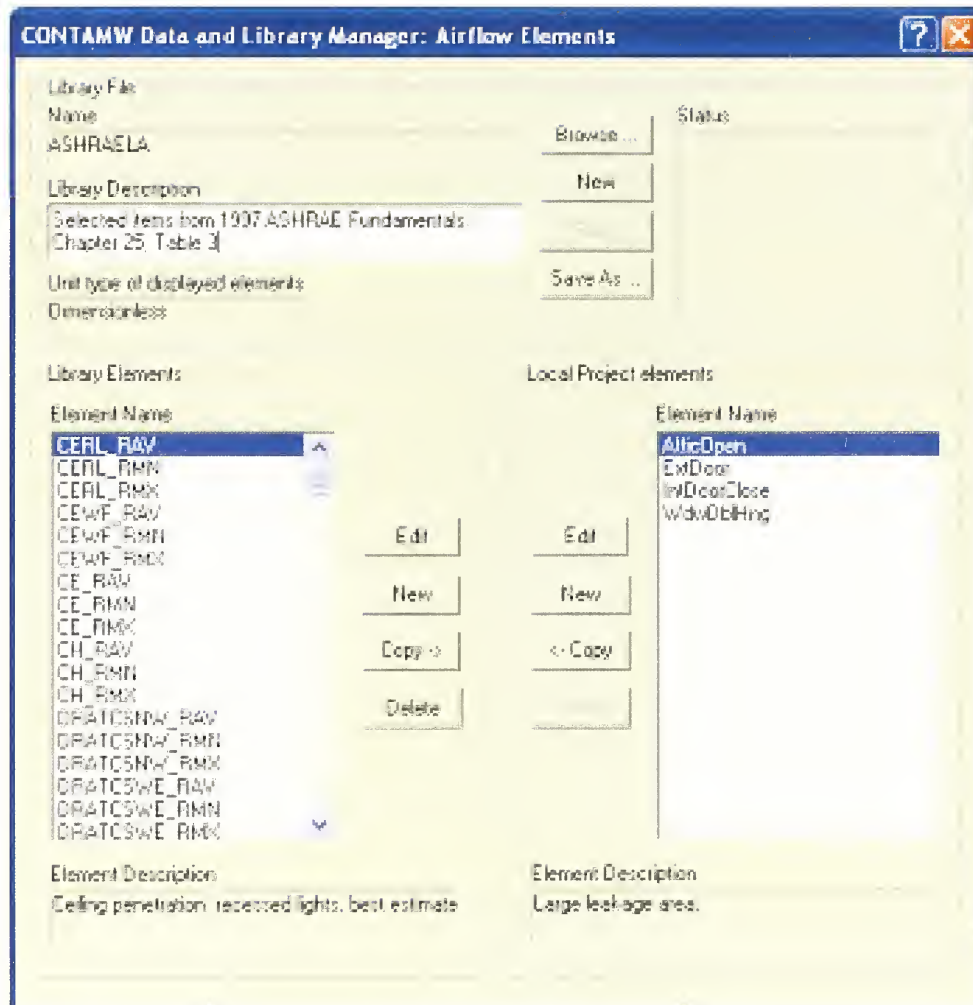 CONTAMW Data and Library Manager: Airflow Elements
Library File
Name
ASHRAELA
Browse ...
Status
New
Library Description
Selected items from 1997 ASHRAE Fundamentals
Chapter 25, Table 3
Save As ...
Unit type of displayed elements
Dimensionless
Library Elements
Local Project elements
Element Name
Element Name
CERL_RAV
CERL_RMN
CERL_RMX
CEWF_RAV
CEWF_RMN
CEWF_RMX
CE_RAV
CE_RMN
CE_RMX
CH_RAV
CH_RMN
CH_RMX
DRATCSNW_RAV
DRATCSNW_RMN
DRATCSNW_RMX
DRATCSWE_RAV
DRATCSWE_RMN
DRATCSWE_RMX
Edit
New
Copy ->
Delete
Edit
New
<- Copy
AtticOpen
ExtDoor
IntDoorClose
WdwDblHng
Element Description
Ceiling penetration, recessed lights, best estimate
Element Description
Large leakage area.